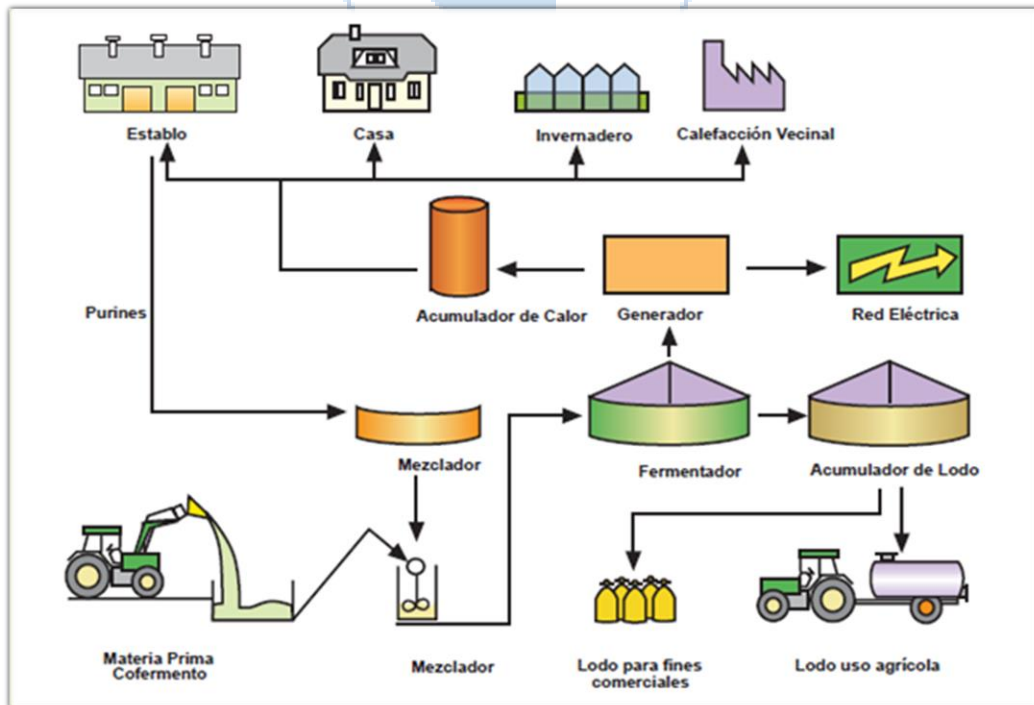 Establo
Casa
Invernadero
Calefacción Vecinal
Purines
Acumulador de Calor
Generador
Red Eléctrica
Mezclador
Fermentador
Acumulador de Lodo
Materia Prima
Cofermento
Mezclador
Lodo para fines
comerciales
Lodo uso agrícola